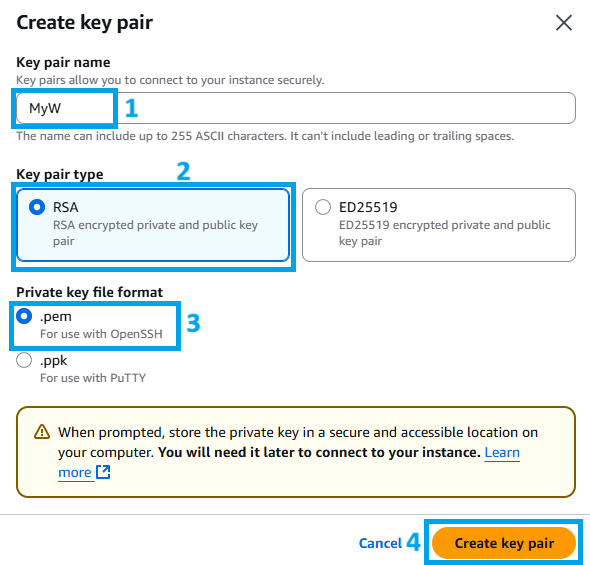 Create key pair
Key pair name
Key pairs allow you to connect to your instance securely.
MyW 1
The name can include up to 255 ASCII characters. It can't include leading or trailing spaces.
Key pair type 2
RSA
RSA encrypted private and public key
pair
ED25519
ED25519 encrypted private and public
key pair
Private key file format
.pem
For use with OpenSSH
3
.ppk
For use with PuTTY
When prompted, store the private key in a secure and accessible location on
your computer. You will need it later to connect to your instance. Learn
more
Cancel 4 Create key pair